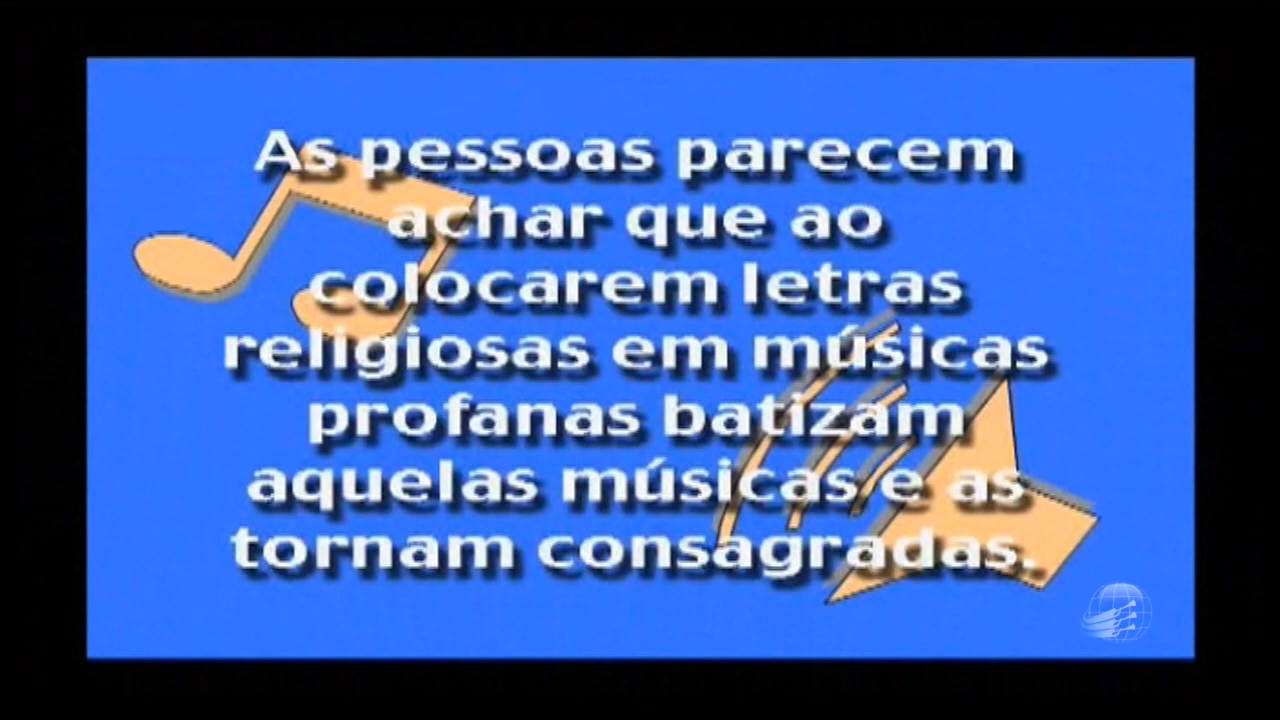 As pessoas parecem
achar que ao
colocarem letras
religiosas em músicas
profanas batizam
aquelas músicas e as
tornam consagradas.